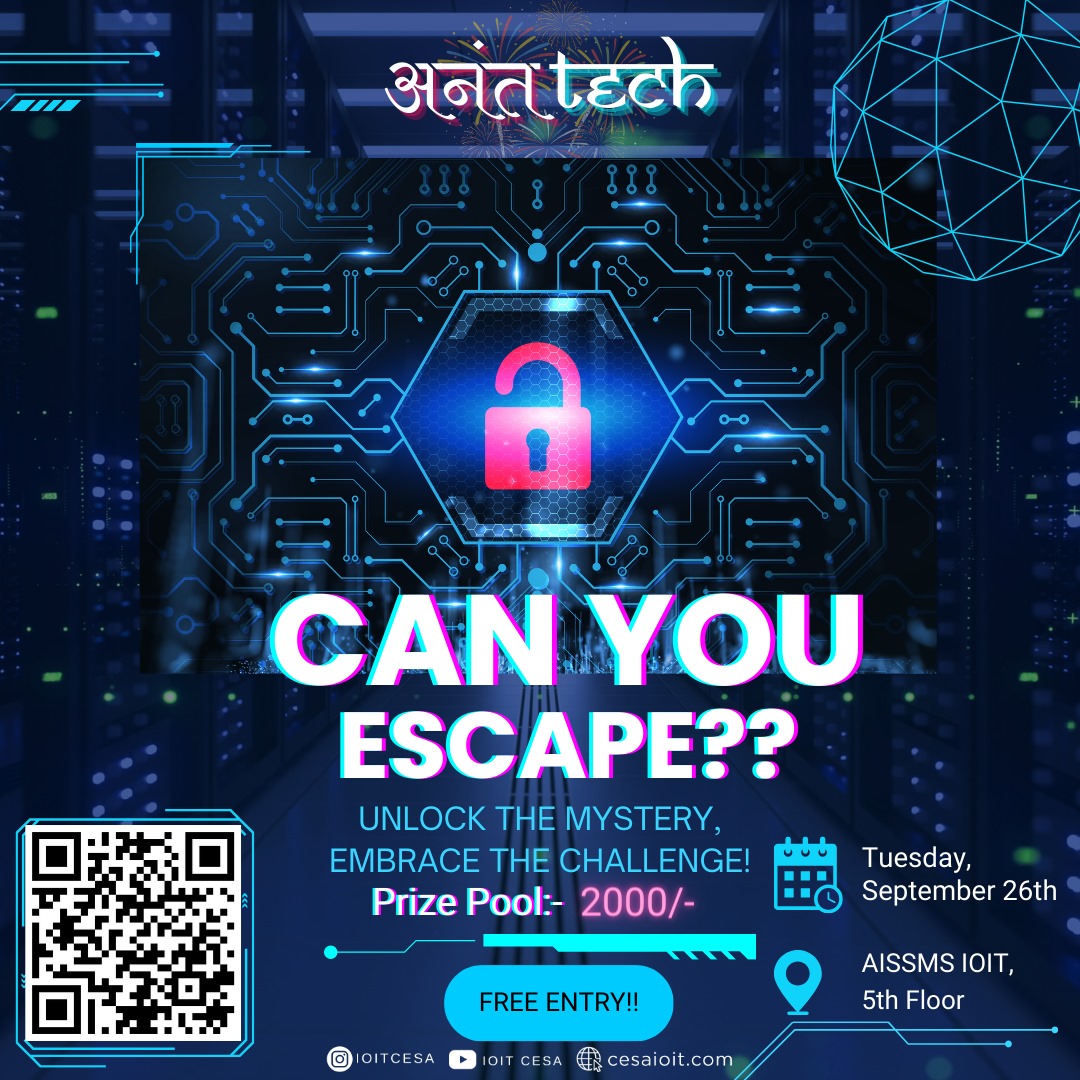 अनंत tech
CAN YOU
ESCAPE??
UNLOCK THE MYSTERY,
EMBRACE THE CHALLENGE!
Prize Pool:- 2000/-
FREE ENTRY!!
Tuesday,
September 26th
AISSMS IOIT,
5th Floor
IOITCESA IOIT CESA cesaioit.com